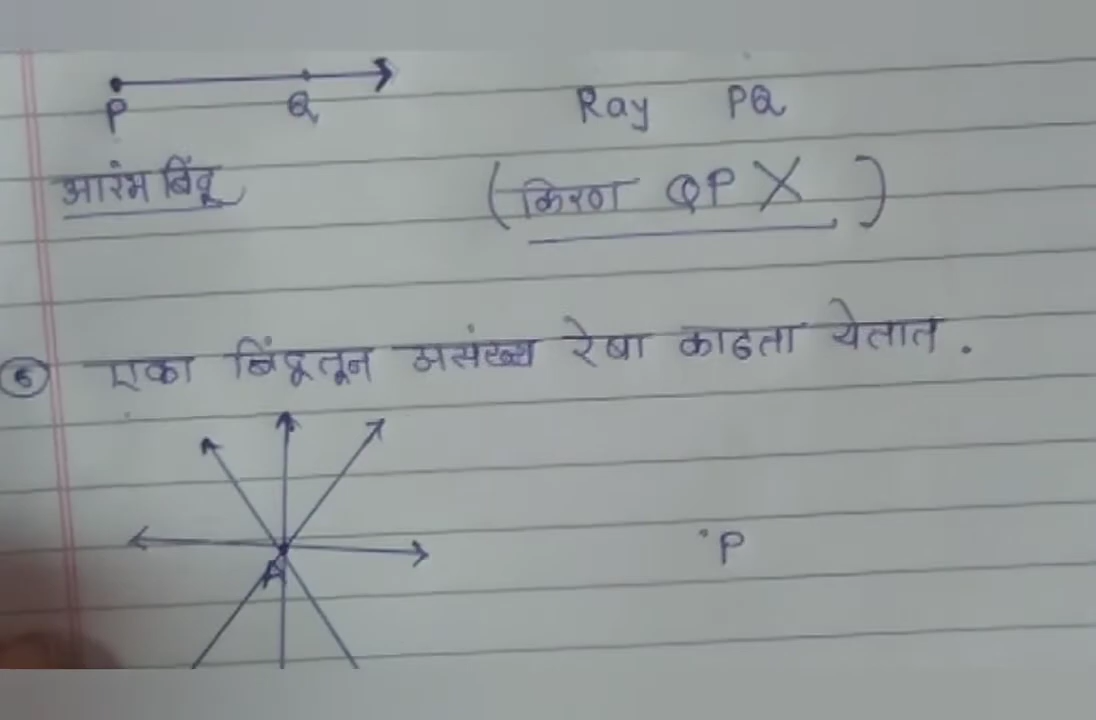 P Q Ray PQ
आरंभ बिंदू (किरण QP X)
⑥ एका बिंदूतून असंख्य रेषा काढता येतात.
A P